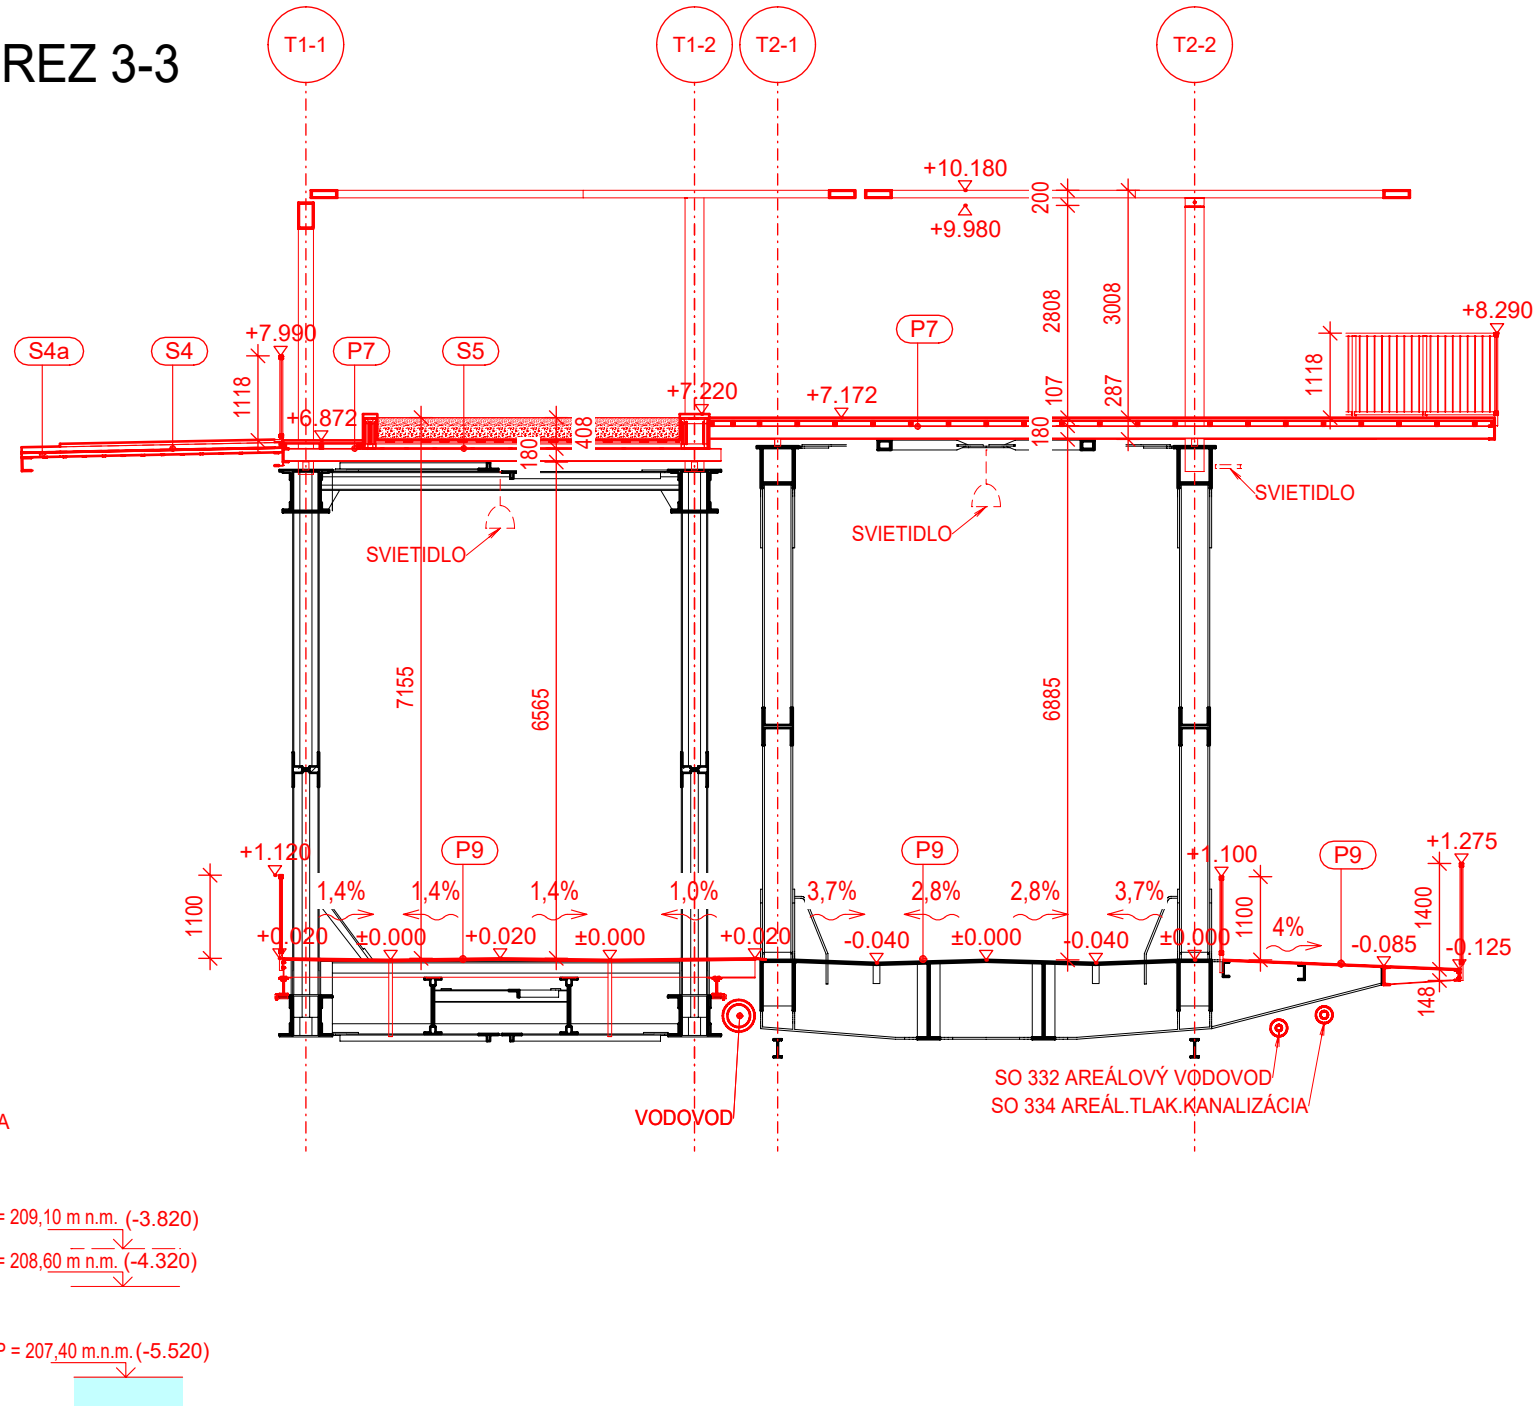 T1-1
T1-2
T2-1
T2-2
REZ 3-3
+10.180
200
+9.980
2808
3008
+8.290
+7.990
P7
S4a
S4
P7
S5
1118
1118
+7.220
+7.172
107
287
+6.872
408
180
180
SVIETIDLO
SVIETIDLO
SVIETIDLO
7155
6565
6885
+1.120
P9
P9
+1.100
P9
+1.275
1,4%
1,4%
1,4%
1,0%
3,7%
2,8%
2,8%
3,7%
1100
1100
4%
1400
+0.020
±0.000
+0.020
±0.000
+0.020
-0.040
±0.000
-0.040
±0.000
-0.085
-0.125
148
SO 332 AREÁLOVÝ VODOVOD
SO 334 AREÁL.TLAK.KANALIZÁCIA
VODOVOD
A
= 209,10 m n.m. (-3.820)
= 208,60 m n.m. (-4.320)
P = 207,40 m.n.m. (-5.520)